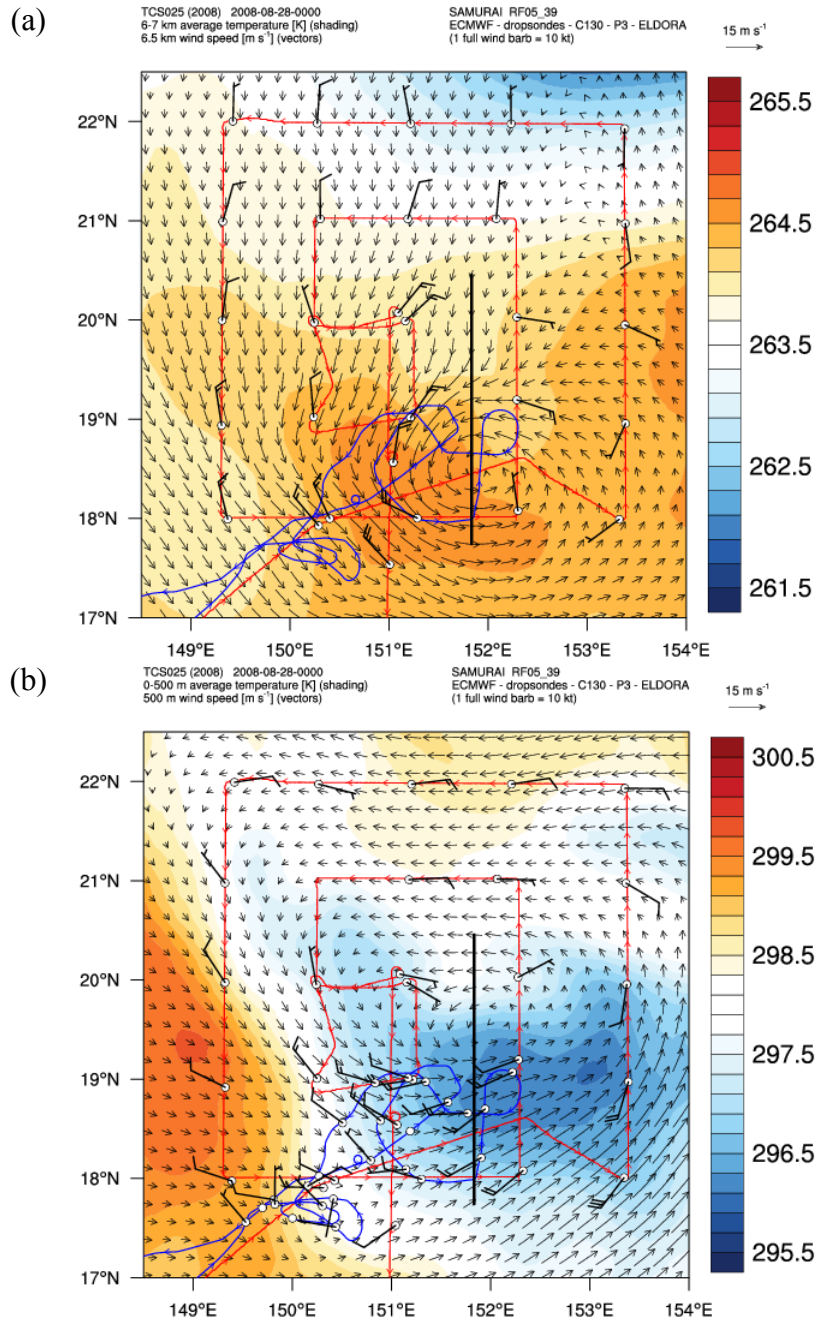 (a)
TCS025 (2008) 2008-08-28-0000
6-7 km average temperature [K] (shading)
6.5 km wind speed [m s⁻¹] (vectors)
SAMURAI RF05_39
ECMWF - dropsondes - C130 - P3 - ELDORA
(1 full wind barb = 10 kt)
15 m s⁻¹
22°N
21°N
20°N
19°N
18°N
17°N
149°E 150°E 151°E 152°E 153°E 154°E
265.5
264.5
263.5
262.5
261.5
(b)
TCS025 (2008) 2008-08-28-0000
0-500 m average temperature [K] (shading)
500 m wind speed [m s⁻¹] (vectors)
SAMURAI RF05_39
ECMWF - dropsondes - C130 - P3 - ELDORA
(1 full wind barb = 10 kt)
15 m s⁻¹
22°N
21°N
20°N
19°N
18°N
17°N
149°E 150°E 151°E 152°E 153°E 154°E
300.5
299.5
298.5
297.5
296.5
295.5